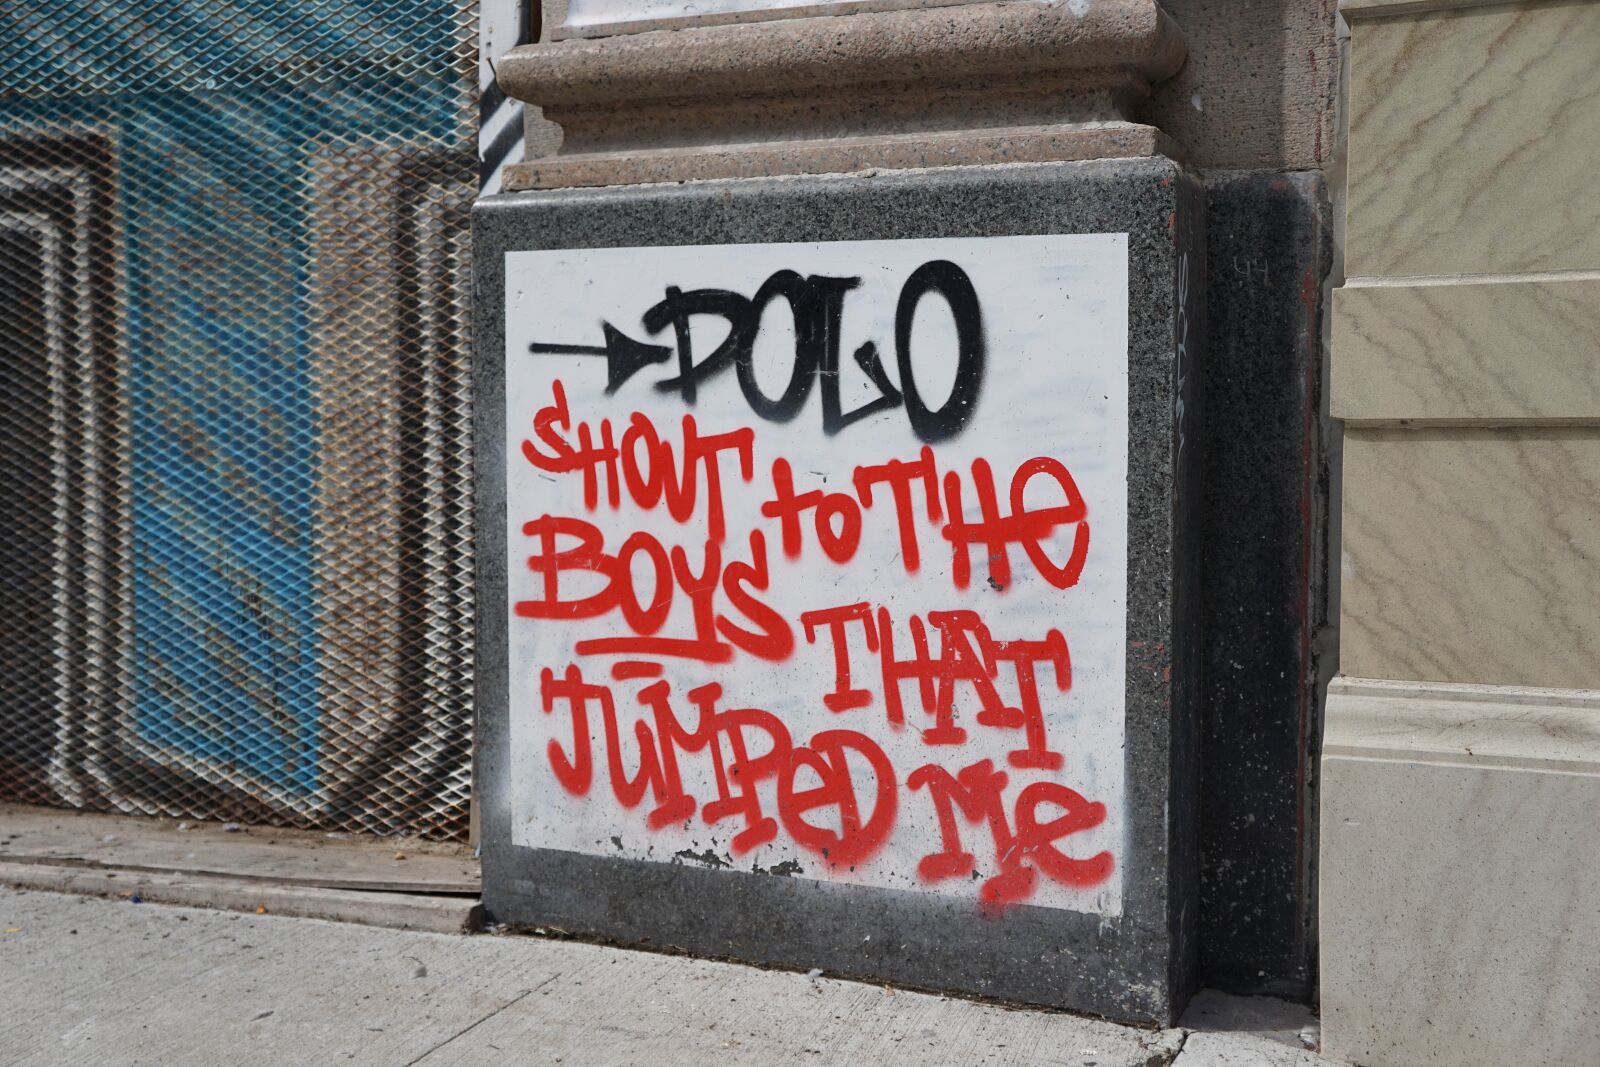 POLO
SHOUT to THe
BOYS THAT
JUMPeD Me